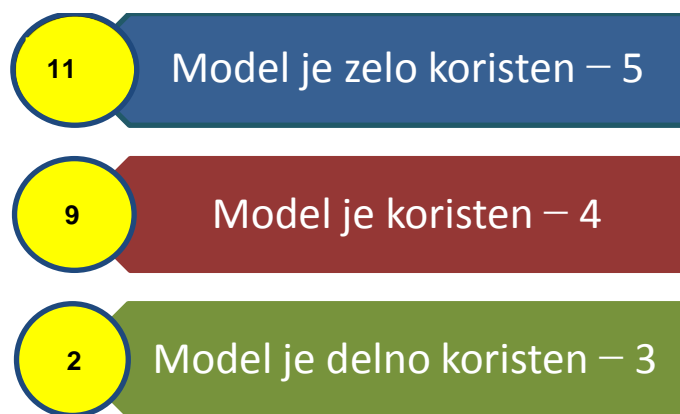 11 Model je zelo koristen – 5
9 Model je koristen – 4
2 Model je delno koristen – 3